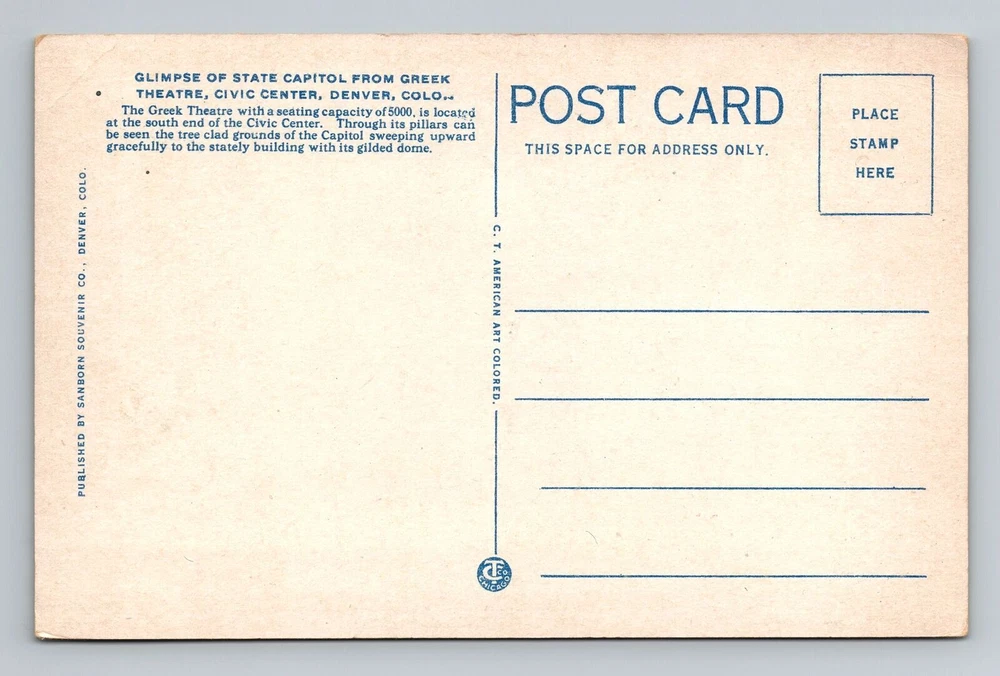 GLIMPSE OF STATE CAPITOL FROM GREEK
THEATRE, CIVIC CENTER, DENVER, COLO.
The Greek Theatre with a seating capacity of 5000, is located
at the south end of the Civic Center. Through its pillars can
be seen the tree clad grounds of the Capitol sweeping upward
gracefully to the stately building with its gilded dome.
PUBLISHED BY SANBORN SOUVENIR CO., DENVER, COLO.
C. T. AMERICAN ART COLORED.
CT CO
CHICAGO
POST CARD
THIS SPACE FOR ADDRESS ONLY.
PLACE
STAMP
HERE